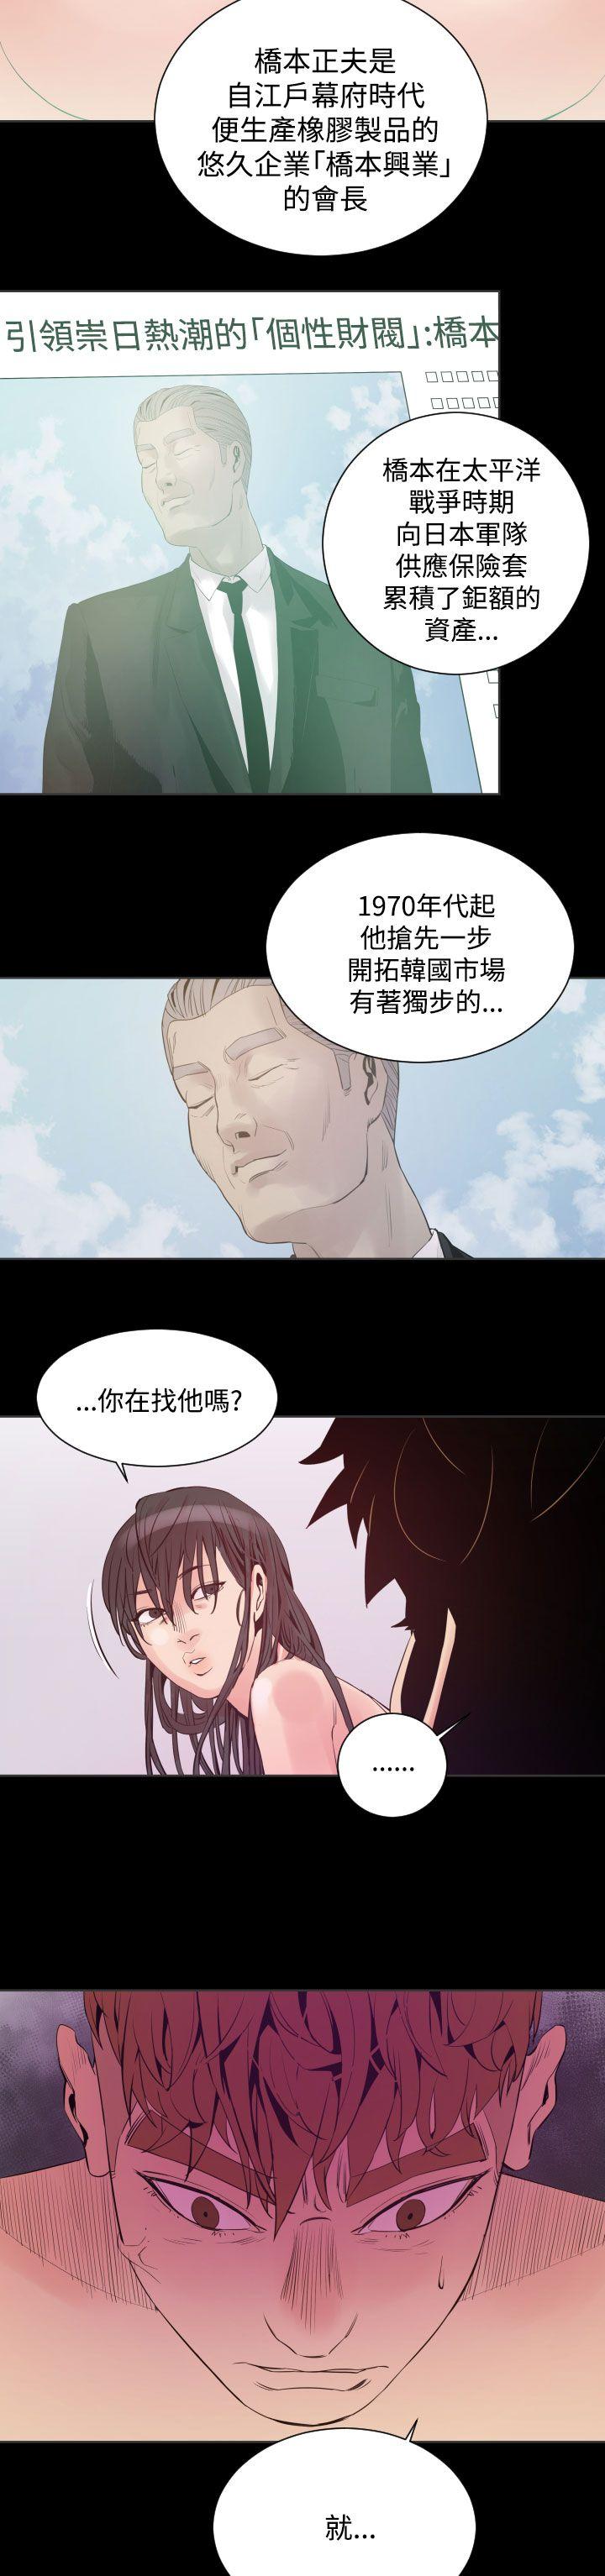 橋本正夫是
自江戶幕府時代
便生產橡膠製品的
悠久企業「橋本興業」
的會長
引領崇日熱潮的「個性財閥」:橋本
橋本在太平洋
戰爭時期
向日本軍隊
供應保險套
累積了鉅額的
資產...
1970年代起
他搶先一步
開拓韓國市場
有著獨步的...
...你在找他嗎?
......
就...